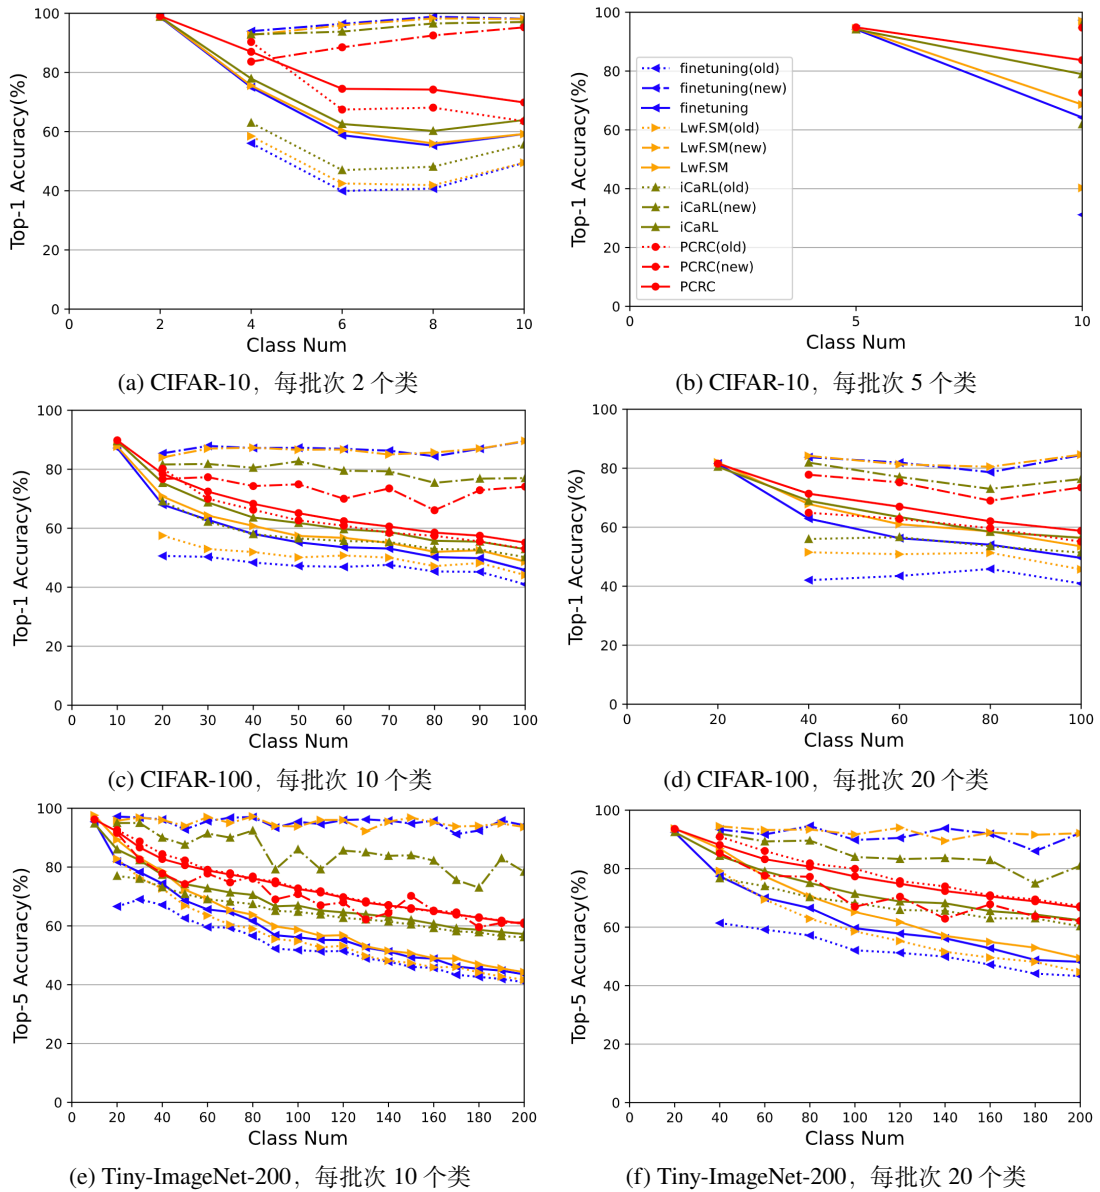 100
80
60
40
20
0
Top-1 Accuracy(%)
0 2 4 6 8 10
Class Num
(a) CIFAR-10，每批次 2 个类
100
80
60
40
20
0
Top-1 Accuracy(%)
finetuning(old)
finetuning(new)
finetuning
LwF.SM(old)
LwF.SM(new)
LwF.SM
iCaRL(old)
iCaRL(new)
iCaRL
PCRC(old)
PCRC(new)
PCRC
0 5 10
Class Num
(b) CIFAR-10，每批次 5 个类
100
80
60
40
20
0
Top-1 Accuracy(%)
0 10 20 30 40 50 60 70 80 90 100
Class Num
(c) CIFAR-100，每批次 10 个类
100
80
60
40
20
0
Top-1 Accuracy(%)
0 20 40 60 80 100
Class Num
(d) CIFAR-100，每批次 20 个类
100
80
60
40
20
0
Top-5 Accuracy(%)
0 20 40 60 80 100 120 140 160 180 200
Class Num
(e) Tiny-ImageNet-200，每批次 10 个类
100
80
60
40
20
0
Top-5 Accuracy(%)
0 20 40 60 80 100 120 140 160 180 200
Class Num
(f) Tiny-ImageNet-200，每批次 20 个类